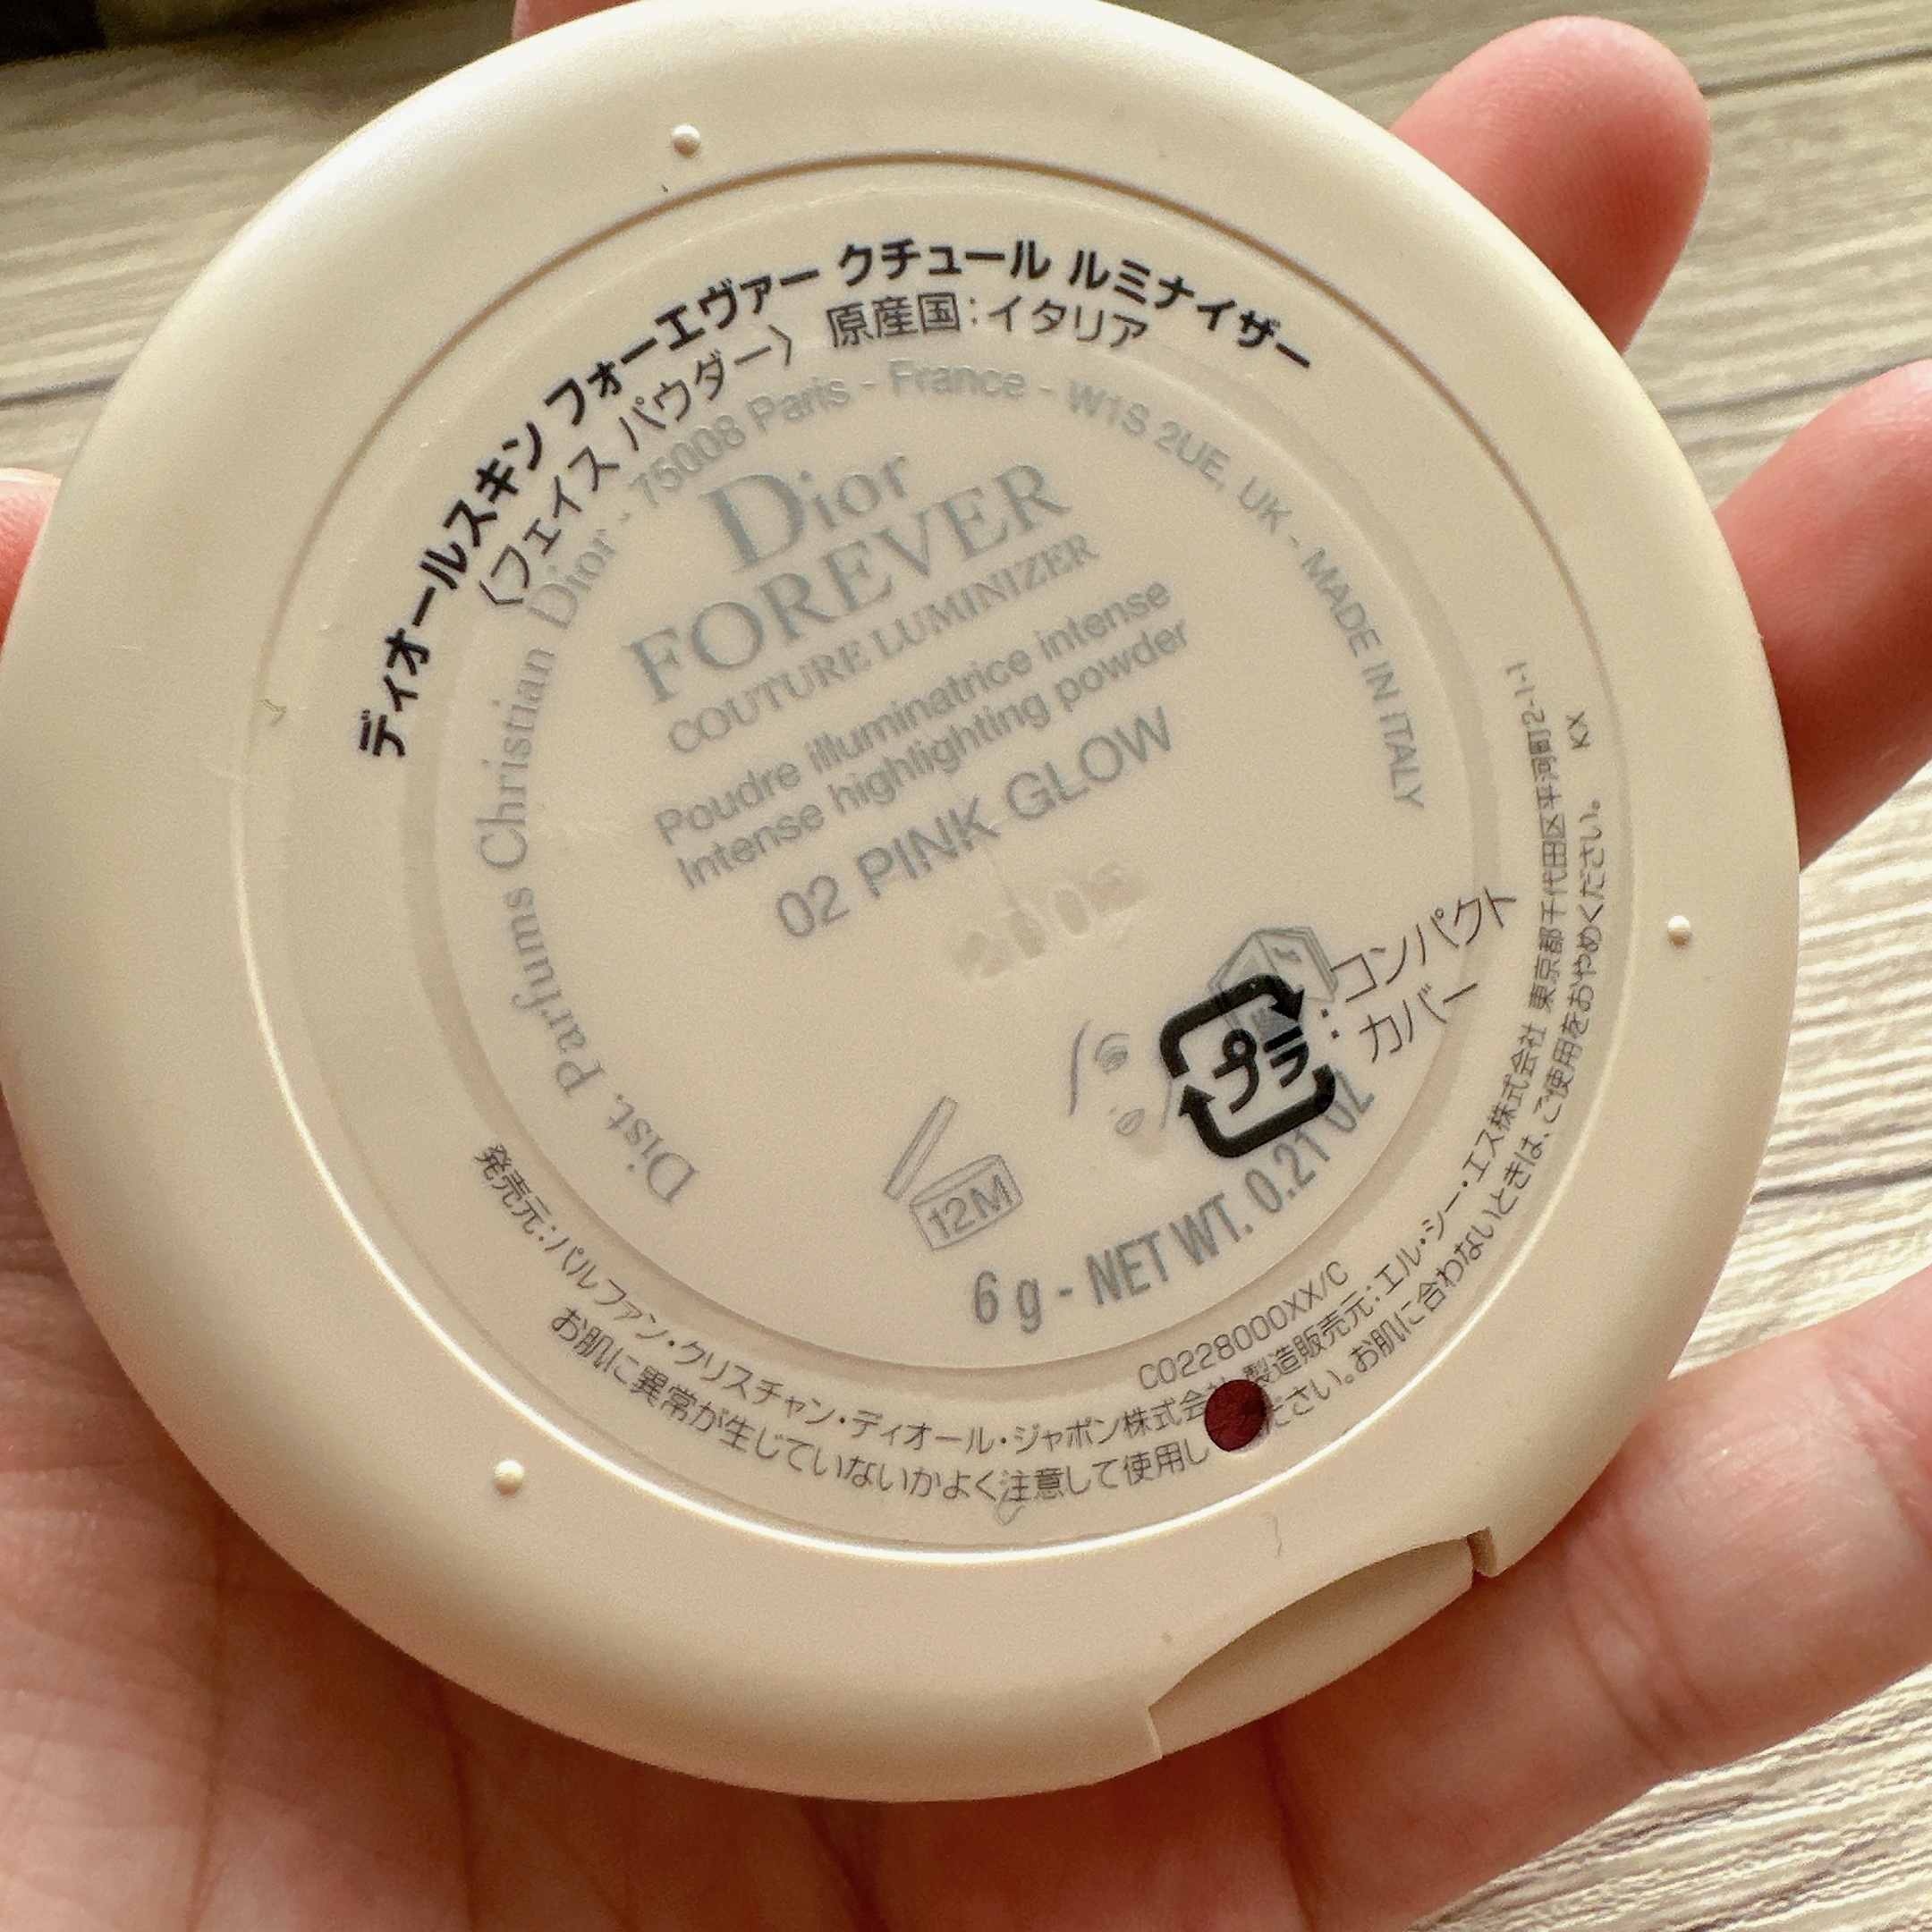 ディオールスキン フォーエヴァー クチュール ルミナイザー
〈フェイス パウダー〉 原産国:イタリア
Dist. Parfums Christian Dior - 75008 Paris - France - W1S 2UE, UK - MADE IN ITALY
Dior
FOREVER
COUTURE LUMINIZER
Poudre illuminatrice intense
Intense highlighting powder
02 PINK GLOW
プラ
:コンパクト
カバー
12M
6 g - NET WT. 0.21 OZ
C0228000XX/C
発売元:パルファン・クリスチャン・ディオール・ジャポン株式会社 製造販売元:エル・シー・エス株式会社 東京都千代田区平河町2-1-1
お肌に異常が生じていないかよく注意して使用し ださい。お肌に合わないときは、ご使用をおやめください。 KX